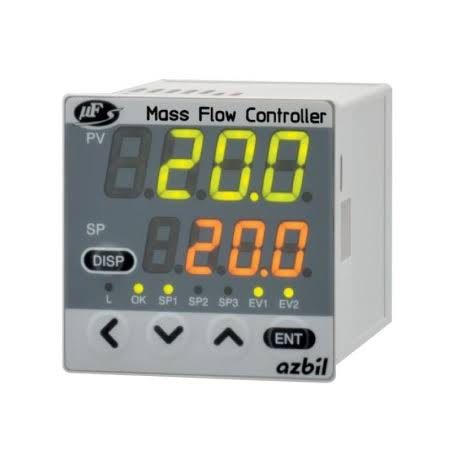 µFS
Mass Flow Controller
PV
20.0
SP
20.0
DISP
L OK SP1 SP2 SP3 EV1 EV2
ENT
azbil